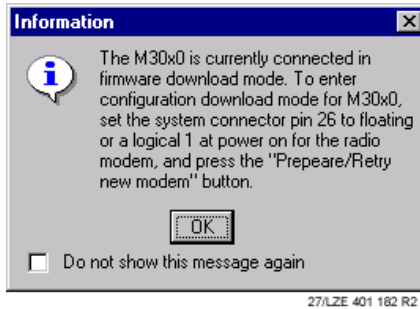 Information
The M30x0 is currently connected in
firmware download mode. To enter
configuration download mode for M30x0,
set the system connector pin 26 to floating
or a logical 1 at power on for the radio
modem, and press the "Prepeare/Retry
new modem" button.
OK
Do not show this message again
27/LZE 401 182 R2